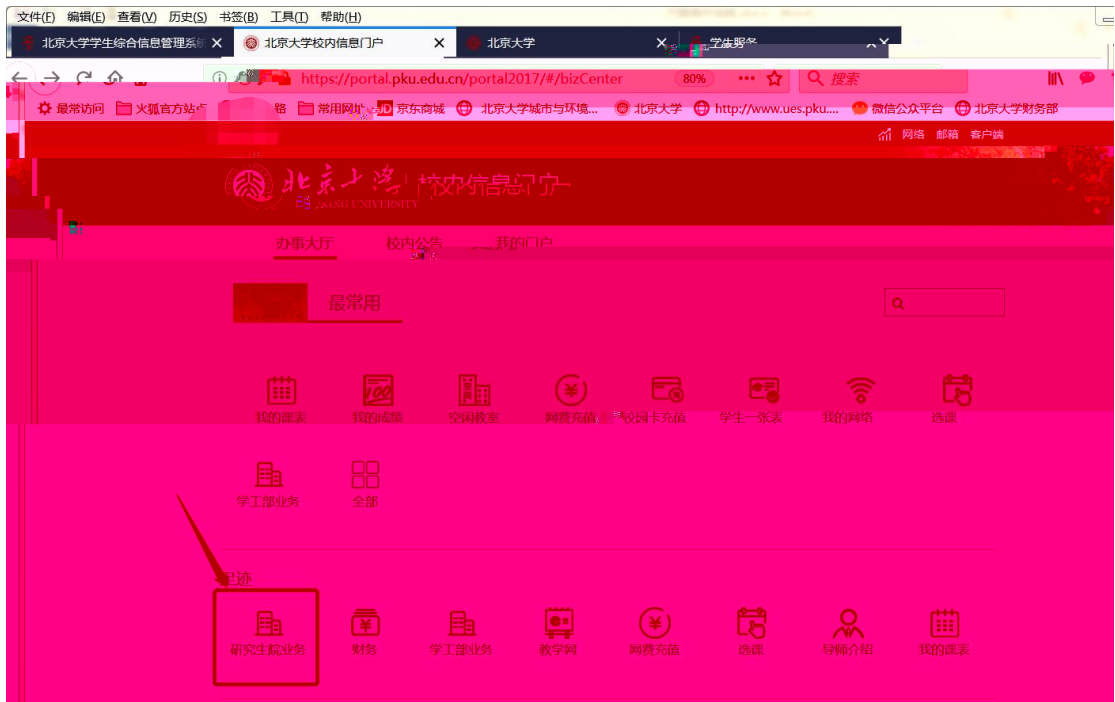 文件(F) 编辑(E) 查看(V) 历史(S) 书签(B) 工具(T) 帮助(H)
北京大学学生综合信息管理系统 北京大学校内信息门户 北京大学
https://portal.pku.edu.cn/portal2017/#/bizCenter 80% 搜索
最常访问 火狐官方站点 常用网址 JD 京东商城 北京大学城市与环境... 北京大学 http://www.ues.pku.... 微信公众平台 北京大学财务部
网络 邮箱 客户端
北京大学 校内信息门户
办事大厅 校内公告 我的门户
最常用
我的课表 我的成绩 空闲教室 网费充值 校园卡充值 学生一张表 我的网络 选课
学工部业务 全部
足迹
研究生院业务 财务 学工部业务 教学网 网费充值 选课 导师介绍 我的课表